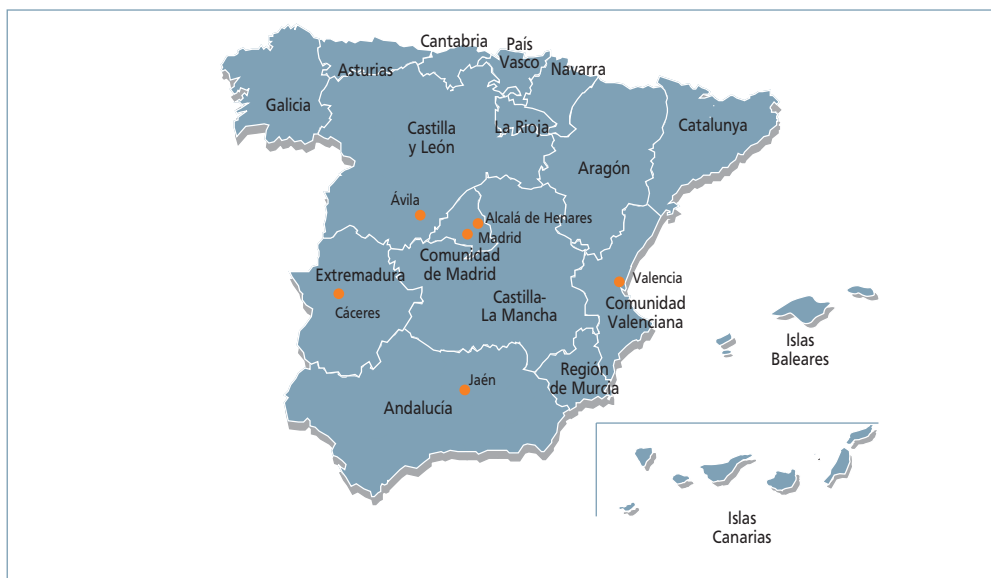 Cantabria
País
Vasco
Asturias
Navarra
Galicia
Castilla
y León
La Rioja
Catalunya
Aragón
Ávila
Alcalá de Henares
Madrid
Comunidad
de Madrid
Extremadura
Cáceres
Castilla-
La Mancha
Valencia
Comunidad
Valenciana
Islas
Baleares
Región
de Murcia
Jaén
Andalucía
Islas
Canarias